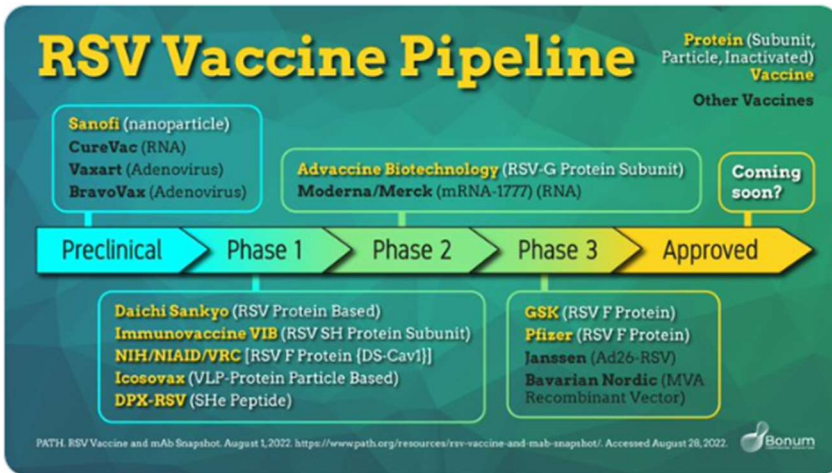 RSV Vaccine Pipeline
Protein (Subunit,
Particle, Inactivated)
Vaccine
Other Vaccines
Sanofi (nanoparticle)
CureVac (RNA)
Vaxart (Adenovirus)
BravoVax (Adenovirus)
Advaccine Biotechnology (RSV-G Protein Subunit)
Moderna/Merck (mRNA-1777) (RNA)
Coming
soon?
Preclinical
Phase 1
Phase 2
Phase 3
Approved
Daichi Sankyo (RSV Protein Based)
Immunovaccine VIB (RSV SH Protein Subunit)
NIH/NIAID/VRC [RSV F Protein {DS-Cav1}]
Icosovax (VLP-Protein Particle Based)
DPX-RSV (SHe Peptide)
GSK (RSV F Protein)
Pfizer (RSV F Protein)
Janssen (Ad26-RSV)
Bavarian Nordic (MVA
Recombinant Vector)
PATH. RSV Vaccine and mAb Snapshot. August 1, 2022. https://www.path.org/resources/rsv-vaccine-and-mab-snapshot/. Accessed August 28, 2022.
Bonum